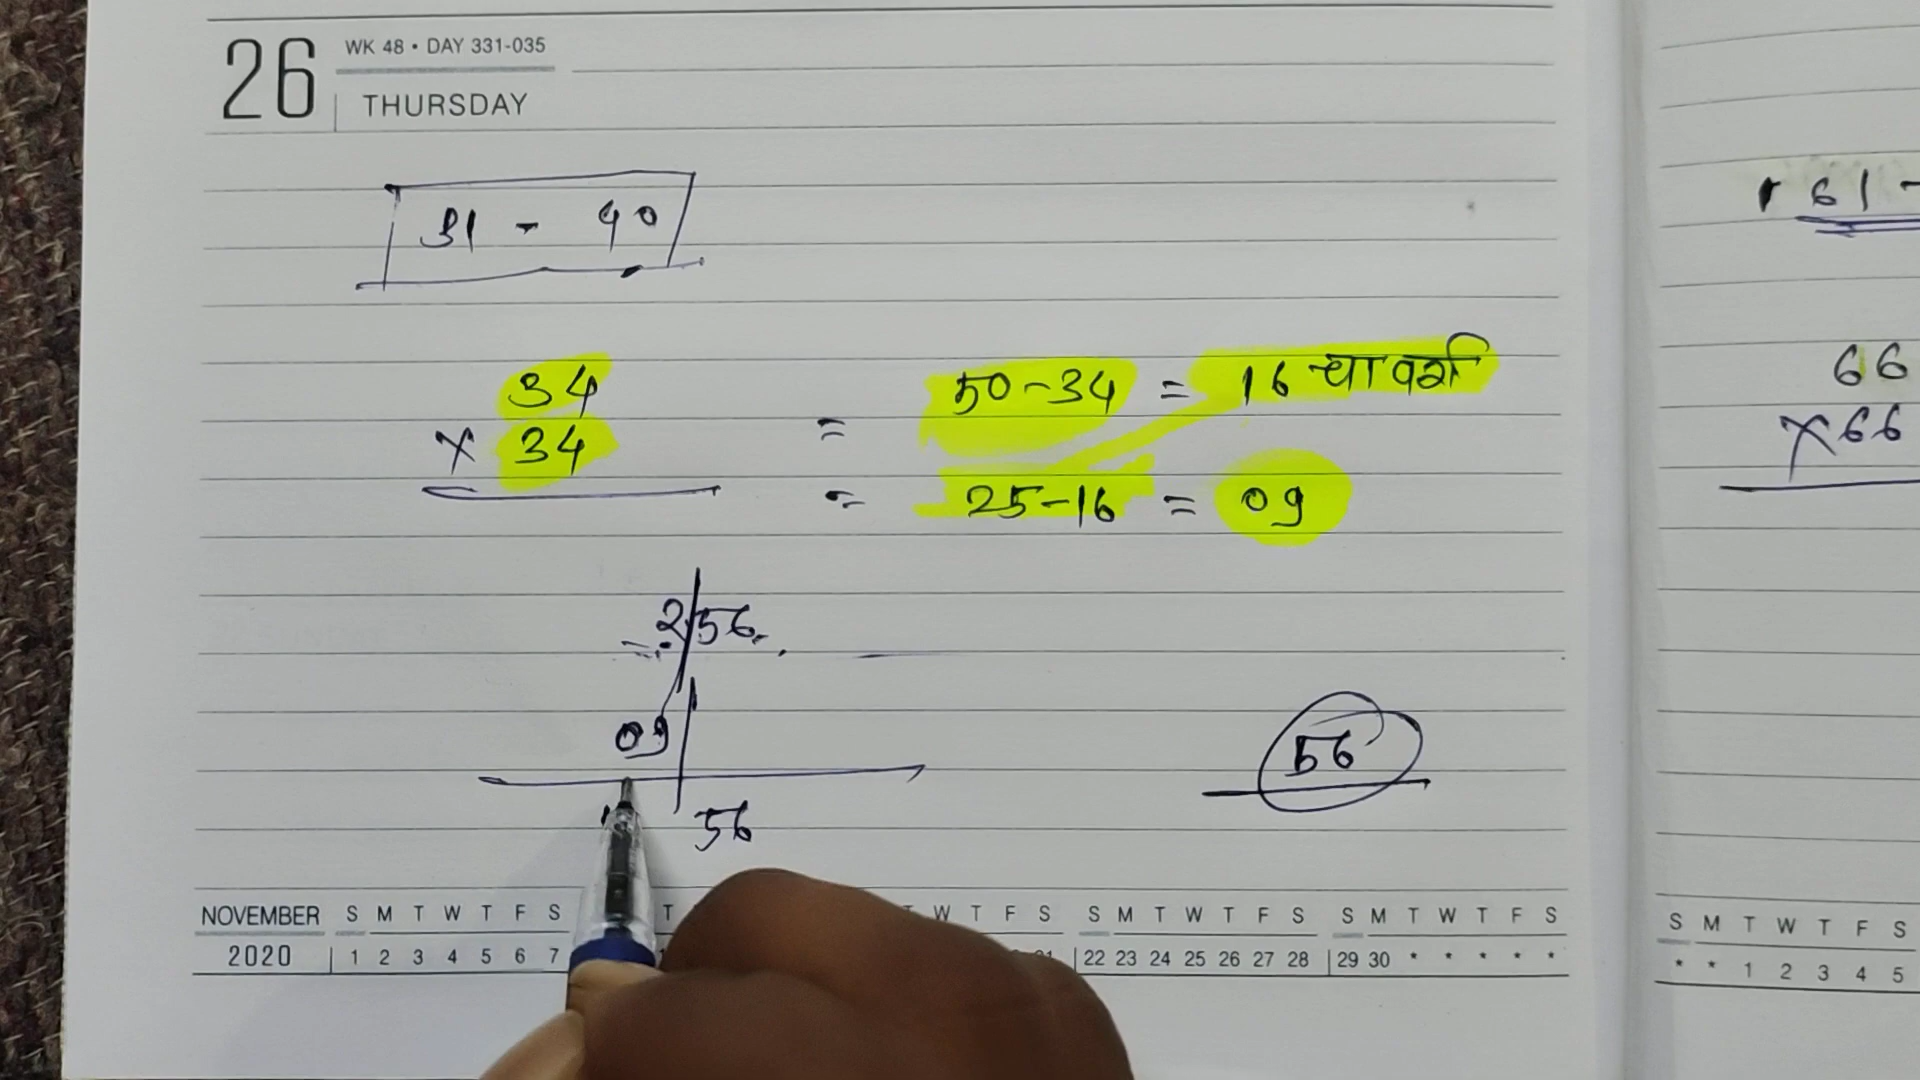 26 WK 48 • DAY 331-035
THURSDAY
31 - 40
34 = 50-34 = 16 चा वर्ग
× 34
= 25-16 = 09
= 2 56
09
56
56
NOVEMBER S M T W T F S T W T F S S M T W T F S S M T W T F S
2020 1 2 3 4 5 6 7 21 22 23 24 25 26 27 28 29 30 * * * * *
61 -
66
×66
S M T W T F S
* * 1 2 3 4 5